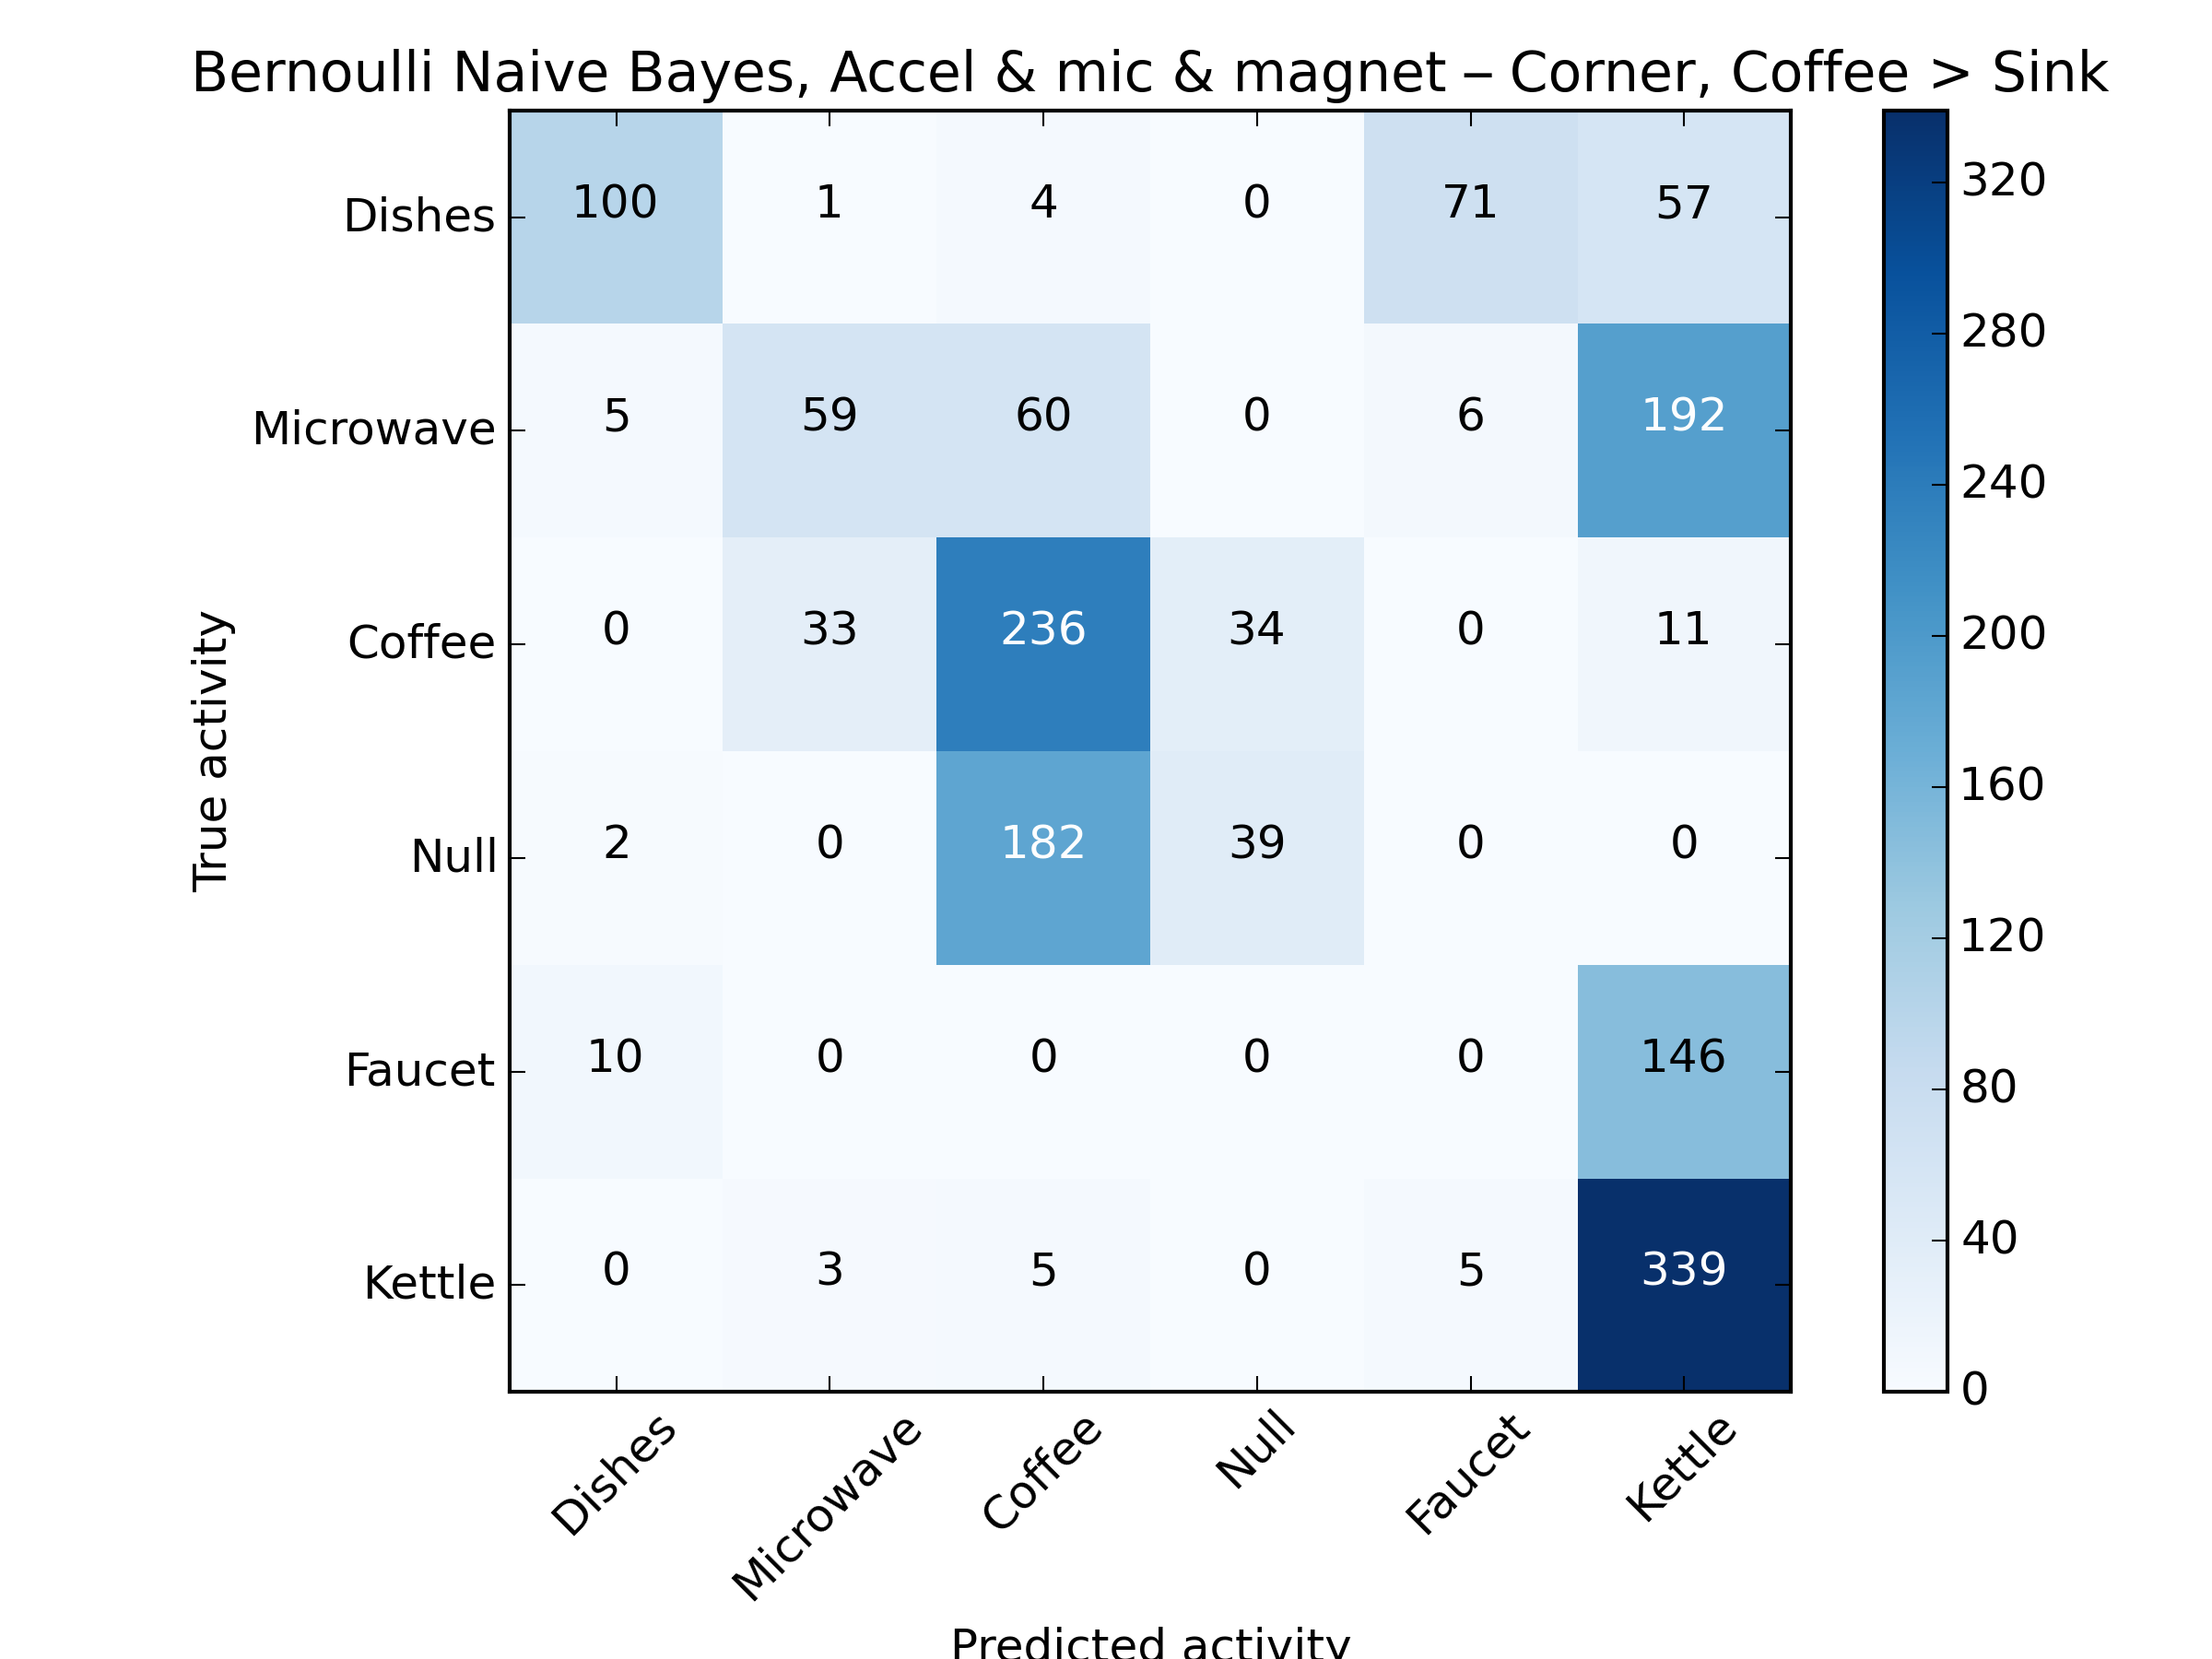 Bernoulli Naive Bayes, Accel & mic & magnet – Corner, Coffee > Sink
True activity
Dishes 100 1 4 0 71 57
Microwave 5 59 60 0 6 192
Coffee 0 33 236 34 0 11
Null 2 0 182 39 0 0
Faucet 10 0 0 0 0 146
Kettle 0 3 5 0 5 339
Dishes Microwave Coffee Null Faucet Kettle
Predicted activity
320
280
240
200
160
120
80
40
0